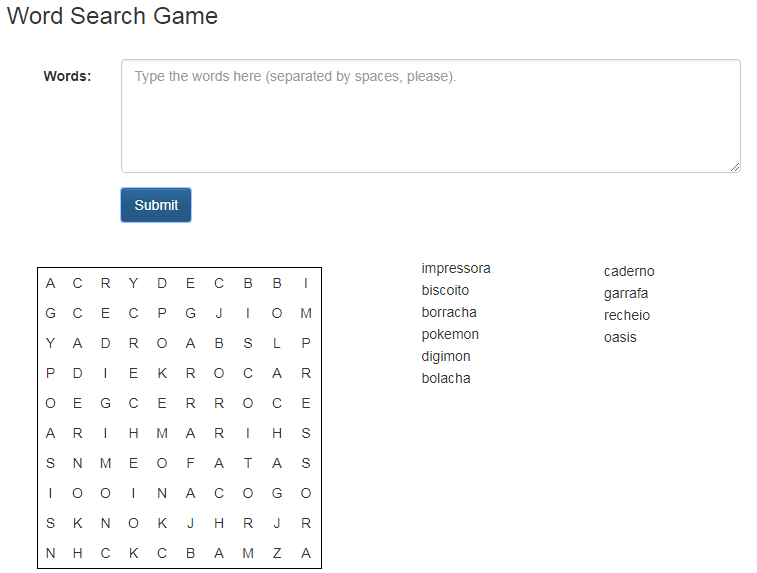 Word Search Game
Words:
Type the words here (separated by spaces, please).
Submit
A C R Y D E C B B I
G C E C P G J I O M
Y A D R O A B S L P
P D I E K R O C A R
O E G C E R R O C E
A R I H M A R I H S
S N M E O F A T A S
I O O I N A C O G O
S K N O K J H R J R
N H C K C B A M Z A
impressora
biscoito
borracha
pokemon
digimon
bolacha
caderno
garrafa
recheio
oasis